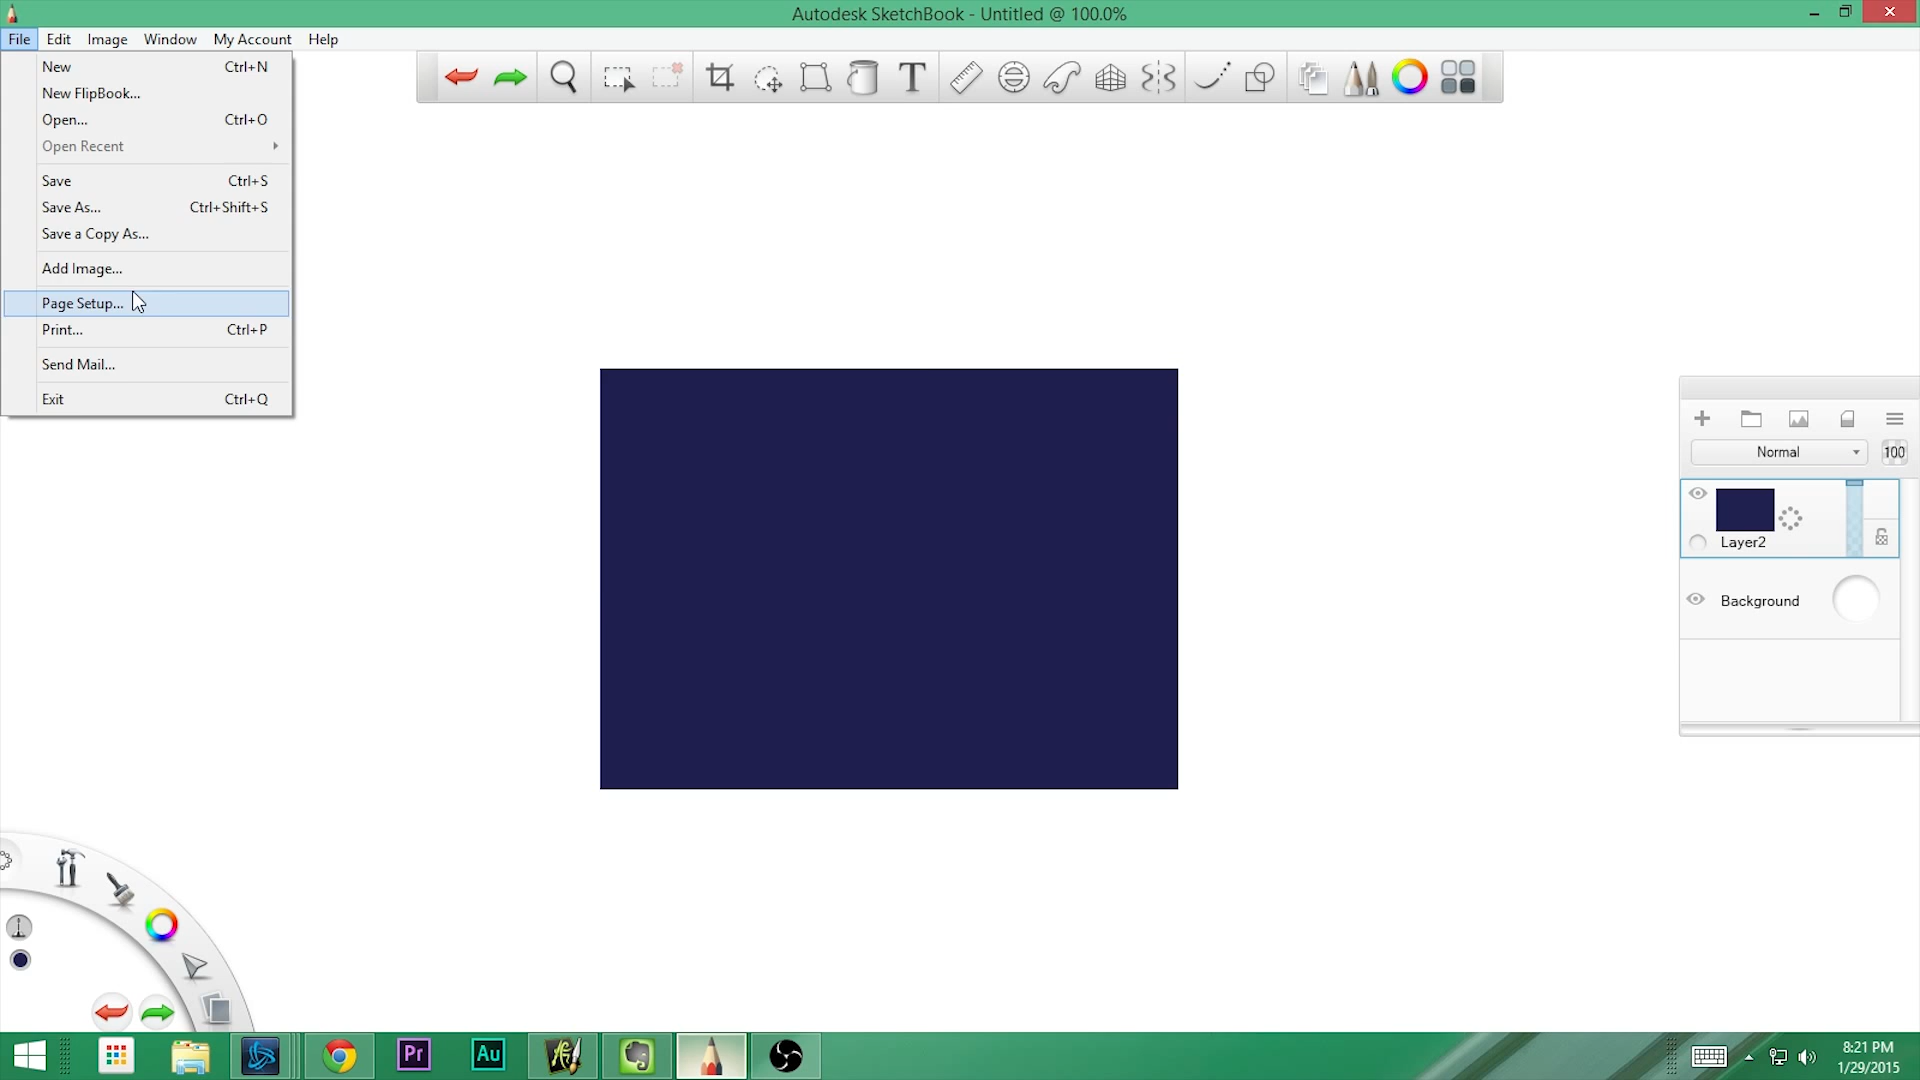 Autodesk SketchBook - Untitled @ 100.0%
File Edit Image Window My Account Help
New Ctrl+N
New FlipBook...
Open... Ctrl+O
Open Recent
Save Ctrl+S
Save As... Ctrl+Shift+S
Save a Copy As...
Add Image...
Page Setup...
Print... Ctrl+P
Send Mail...
Exit Ctrl+Q
T
Normal 100
Layer2
Background
Pr Au
8:21 PM
1/29/2015